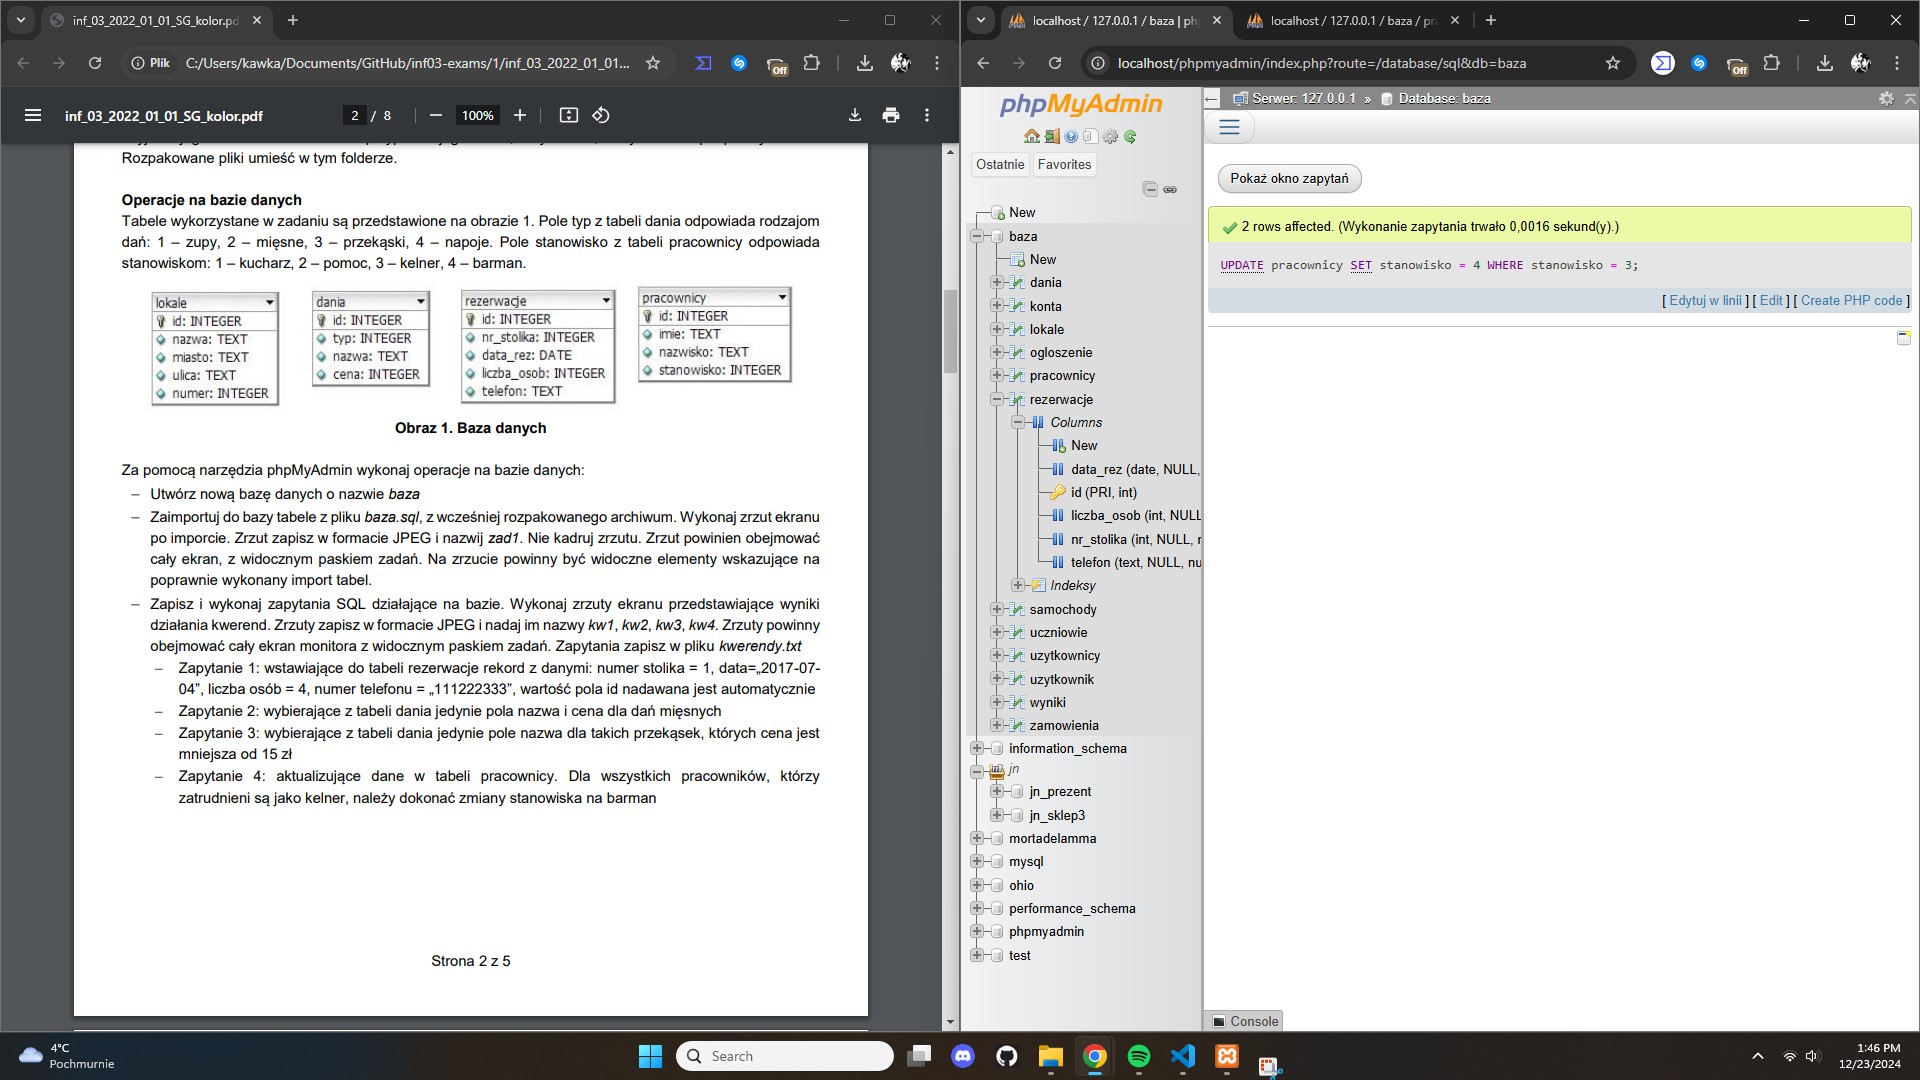 inf_03_2022_01_01_SG_kolor.pd
Plik
C:/Users/kawka/Documents/GitHub/inf03-exams/1/inf_03_2022_01_01...
Off
inf_03_2022_01_01_SG_kolor.pdf
2 / 8
100%
Rozpakowane pliki umieść w tym folderze.
Operacje na bazie danych
Tabele wykorzystane w zadaniu są przedstawione na obrazie 1. Pole typ z tabeli dania odpowiada rodzajom
dań: 1 – zupy, 2 – mięsne, 3 – przekąski, 4 – napoje. Pole stanowisko z tabeli pracownicy odpowiada
stanowiskom: 1 – kucharz, 2 – pomoc, 3 – kelner, 4 – barman.
lokale
id: INTEGER
nazwa: TEXT
miasto: TEXT
ulica: TEXT
numer: INTEGER
dania
id: INTEGER
typ: INTEGER
nazwa: TEXT
cena: INTEGER
rezerwacje
id: INTEGER
nr_stolika: INTEGER
data_rez: DATE
liczba_osob: INTEGER
telefon: TEXT
pracownicy
id: INTEGER
imie: TEXT
nazwisko: TEXT
stanowisko: INTEGER
Obraz 1. Baza danych
Za pomocą narzędzia phpMyAdmin wykonaj operacje na bazie danych:
– Utwórz nową bazę danych o nazwie baza
– Zaimportuj do bazy tabele z pliku baza.sql, z wcześniej rozpakowanego archiwum. Wykonaj zrzut ekranu
po imporcie. Zrzut zapisz w formacie JPEG i nazwij zad1. Nie kadruj zrzutu. Zrzut powinien obejmować
cały ekran, z widocznym paskiem zadań. Na zrzucie powinny być widoczne elementy wskazujące na
poprawnie wykonany import tabel.
– Zapisz i wykonaj zapytania SQL działające na bazie. Wykonaj zrzuty ekranu przedstawiające wyniki
działania kwerend. Zrzuty zapisz w formacie JPEG i nadaj im nazwy kw1, kw2, kw3, kw4. Zrzuty powinny
obejmować cały ekran monitora z widocznym paskiem zadań. Zapytania zapisz w pliku kwerendy.txt
– Zapytanie 1: wstawiające do tabeli rezerwacje rekord z danymi: numer stolika = 1, data=„2017-07-
04”, liczba osób = 4, numer telefonu = „111222333”, wartość pola id nadawana jest automatycznie
– Zapytanie 2: wybierające z tabeli dania jedynie pola nazwa i cena dla dań mięsnych
– Zapytanie 3: wybierające z tabeli dania jedynie pole nazwa dla takich przekąsek, których cena jest
mniejsza od 15 zł
– Zapytanie 4: aktualizujące dane w tabeli pracownicy. Dla wszystkich pracowników, którzy
zatrudnieni są jako kelner, należy dokonać zmiany stanowiska na barman
Strona 2 z 5
localhost / 127.0.0.1 / baza | ph
localhost / 127.0.0.1 / baza / pr
localhost/phpmyadmin/index.php?route=/database/sql&db=baza
Off
phpMyAdmin
Ostatnie
Favorites
New
baza
New
dania
konta
lokale
ogloszenie
pracownicy
rezerwacje
Columns
New
data_rez (date, NULL,
id (PRI, int)
liczba_osob (int, NULL
nr_stolika (int, NULL, n
telefon (text, NULL, nu
Indeksy
samochody
uczniowie
uzytkownicy
uzytkownik
wyniki
zamowienia
information_schema
jn
jn_prezent
jn_sklep3
mortadelamma
mysql
ohio
performance_schema
phpmyadmin
test
Serwer: 127.0.0.1 » Database: baza
Pokaż okno zapytań
2 rows affected. (Wykonanie zapytania trwało 0,0016 sekund(y).)
UPDATE pracownicy SET stanowisko = 4 WHERE stanowisko = 3;
[ Edytuj w linii ] [ Edit ] [ Create PHP code ]
Console
4°C
Pochmurnie
Search
1:46 PM
12/23/2024